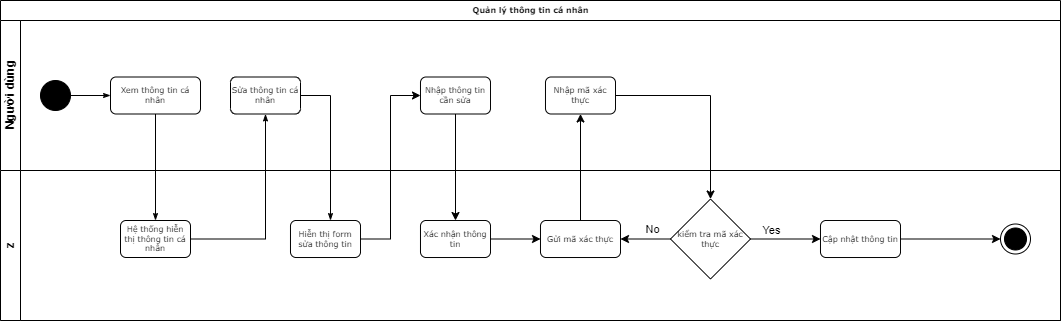 Quản lý thông tin cá nhân
Người dùng
Xem thông tin cá
nhân
Sửa thông tin cá
nhân
Nhập thông tin
cần sửa
Nhập mã xác
thực
z
Hệ thống hiển
thị thông tin cá
nhân
Hiển thị form
sửa thông tin
Xác nhận thông
tin
Gửi mã xác thực
No
kiểm tra mã xác
thực
Yes
Cập nhật thông tin